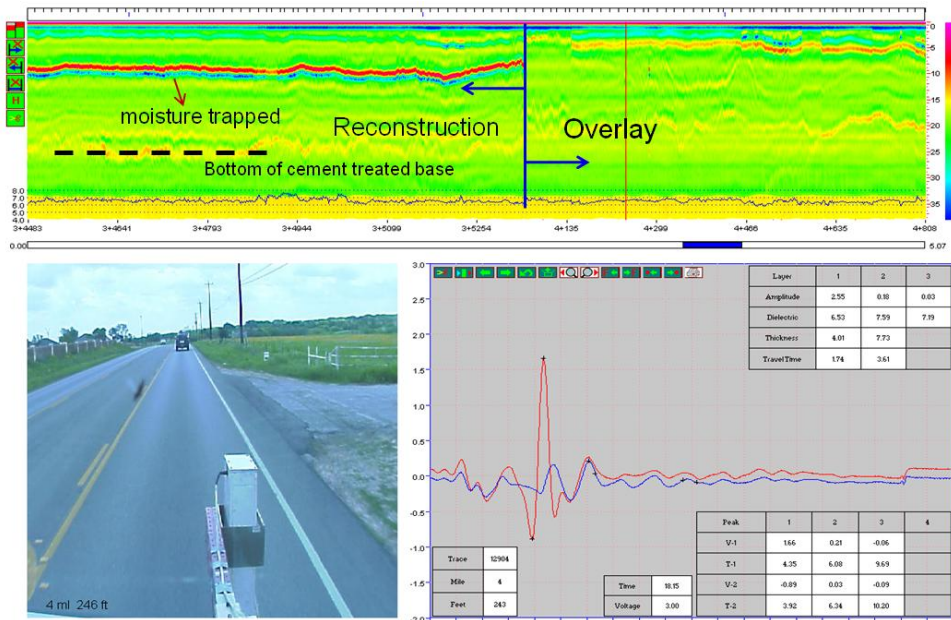 0
5
10
15
20
25
30
35
8.0
7.0
6.0
5.0
4.0
moisture trapped
Reconstruction
Overlay
Bottom of cement treated base
3+4483 3+4641 3+4793 3+4944 3+5099 3+5254 4+135 4+299 4+466 4+635 4+808
0.00 5.07
4 ml 246 ft
3.0
2.5
2.0
1.5
1.0
0.5
0.0
-0.5
-1.0
-1.5
-2.0
Layer 1 2 3
Amplitude 2.55 0.18 0.03
Dielectric 6.53 7.59 7.19
Thickness 4.01 7.73
Travel Time 1.74 3.61
Trace 12904
Mile 4
Feet 243
Time 18.15
Voltage 3.00
Peak 1 2 3 4
V-1 1.66 0.21 -0.06
T-1 4.35 6.08 9.69
V-2 -0.89 0.03 -0.09
T-2 3.92 6.34 10.20